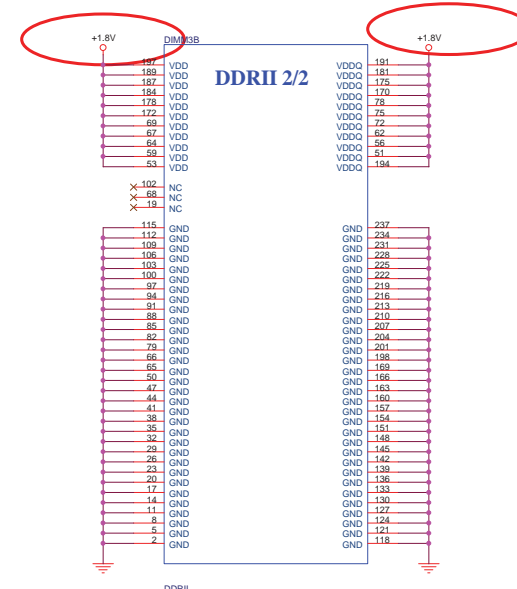 +1.8V DIMM3B +1.8V
DDRII 2/2
197 VDD VDDQ 191
189 VDD VDDQ 181
187 VDD VDDQ 175
184 VDD VDDQ 170
178 VDD VDDQ 78
172 VDD VDDQ 75
69 VDD VDDQ 72
67 VDD VDDQ 62
64 VDD VDDQ 56
59 VDD VDDQ 51
53 VDD VDDQ 194
102 NC
68 NC
19 NC
115 GND GND 237
112 GND GND 234
109 GND GND 231
106 GND GND 228
103 GND GND 225
100 GND GND 222
97 GND GND 219
94 GND GND 216
91 GND GND 213
88 GND GND 210
85 GND GND 207
82 GND GND 204
79 GND GND 201
66 GND GND 198
65 GND GND 169
50 GND GND 166
47 GND GND 163
44 GND GND 160
41 GND GND 157
38 GND GND 154
35 GND GND 151
32 GND GND 148
29 GND GND 145
26 GND GND 142
23 GND GND 139
20 GND GND 136
17 GND GND 133
14 GND GND 130
11 GND GND 127
8 GND GND 124
5 GND GND 121
2 GND GND 118
DDRII